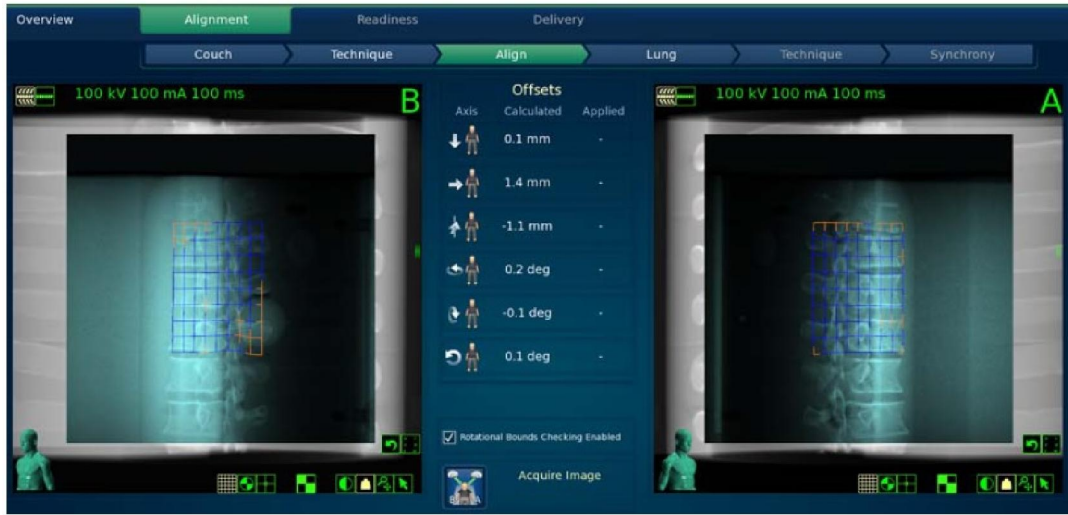 Overview Alignment Readiness Delivery
Couch Technique Align Lung Technique Synchrony
100 kV 100 mA 100 ms
B
Offsets
Axis Calculated Applied
0.1 mm -
1.4 mm -
-1.1 mm -
0.2 deg -
-0.1 deg -
0.1 deg -
Rotational Bounds Checking Enabled
B A
Acquire Image
100 kV 100 mA 100 ms
A